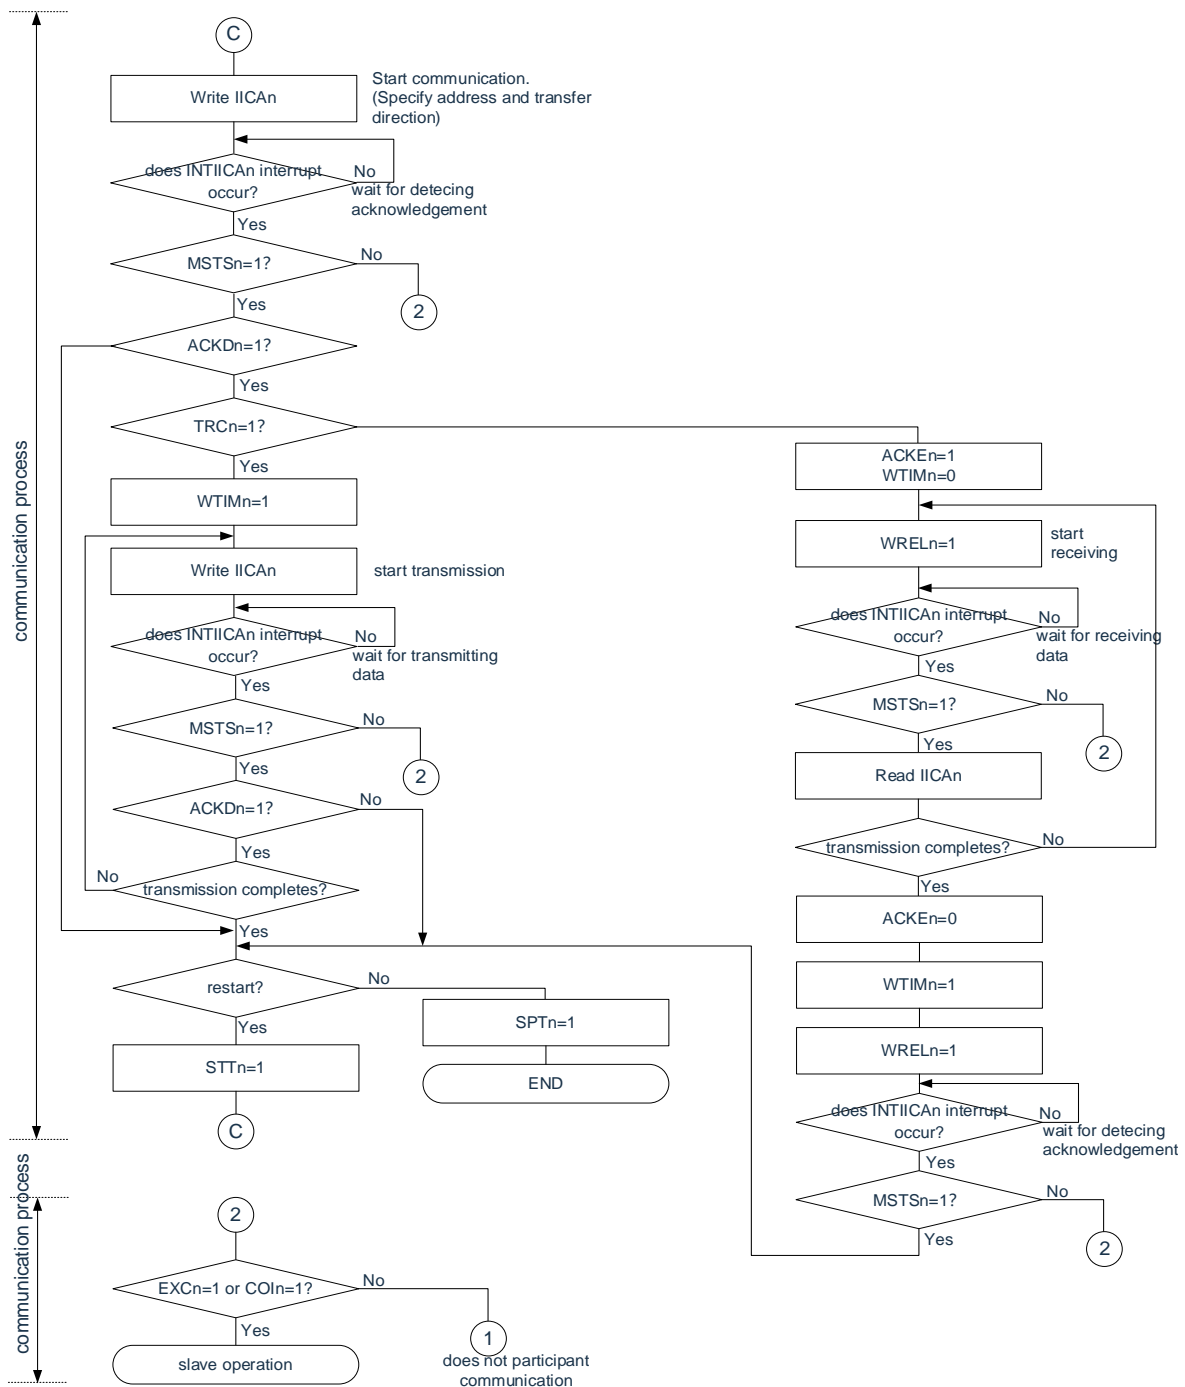 C
Write IICAn
Start communication.
(Specify address and transfer
direction)
does INTIICAn interrupt
occur?
No
wait for detecing
acknowledgement
Yes
MSTSn=1?
No
2
Yes
ACKDn=1?
Yes
TRCn=1?
Yes
WTIMn=1
Write IICAn
start transmission
does INTIICAn interrupt
occur?
No
wait for transmitting
data
Yes
MSTSn=1?
No
2
Yes
ACKDn=1?
No
Yes
No
transmission completes?
Yes
restart?
No
Yes
SPTn=1
STTn=1
END
C
communication process
ACKEn=1
WTIMn=0
WRELn=1
start
receiving
does INTIICAn interrupt
occur?
No
wait for receiving
data
Yes
MSTSn=1?
No
2
Yes
Read IICAn
transmission completes?
No
Yes
ACKEn=0
WTIMn=1
WRELn=1
does INTIICAn interrupt
occur?
No
wait for detecing
acknowledgement
Yes
MSTSn=1?
No
2
Yes
communication process
2
EXCn=1 or COIn=1?
No
1
does not participant
communication
Yes
slave operation